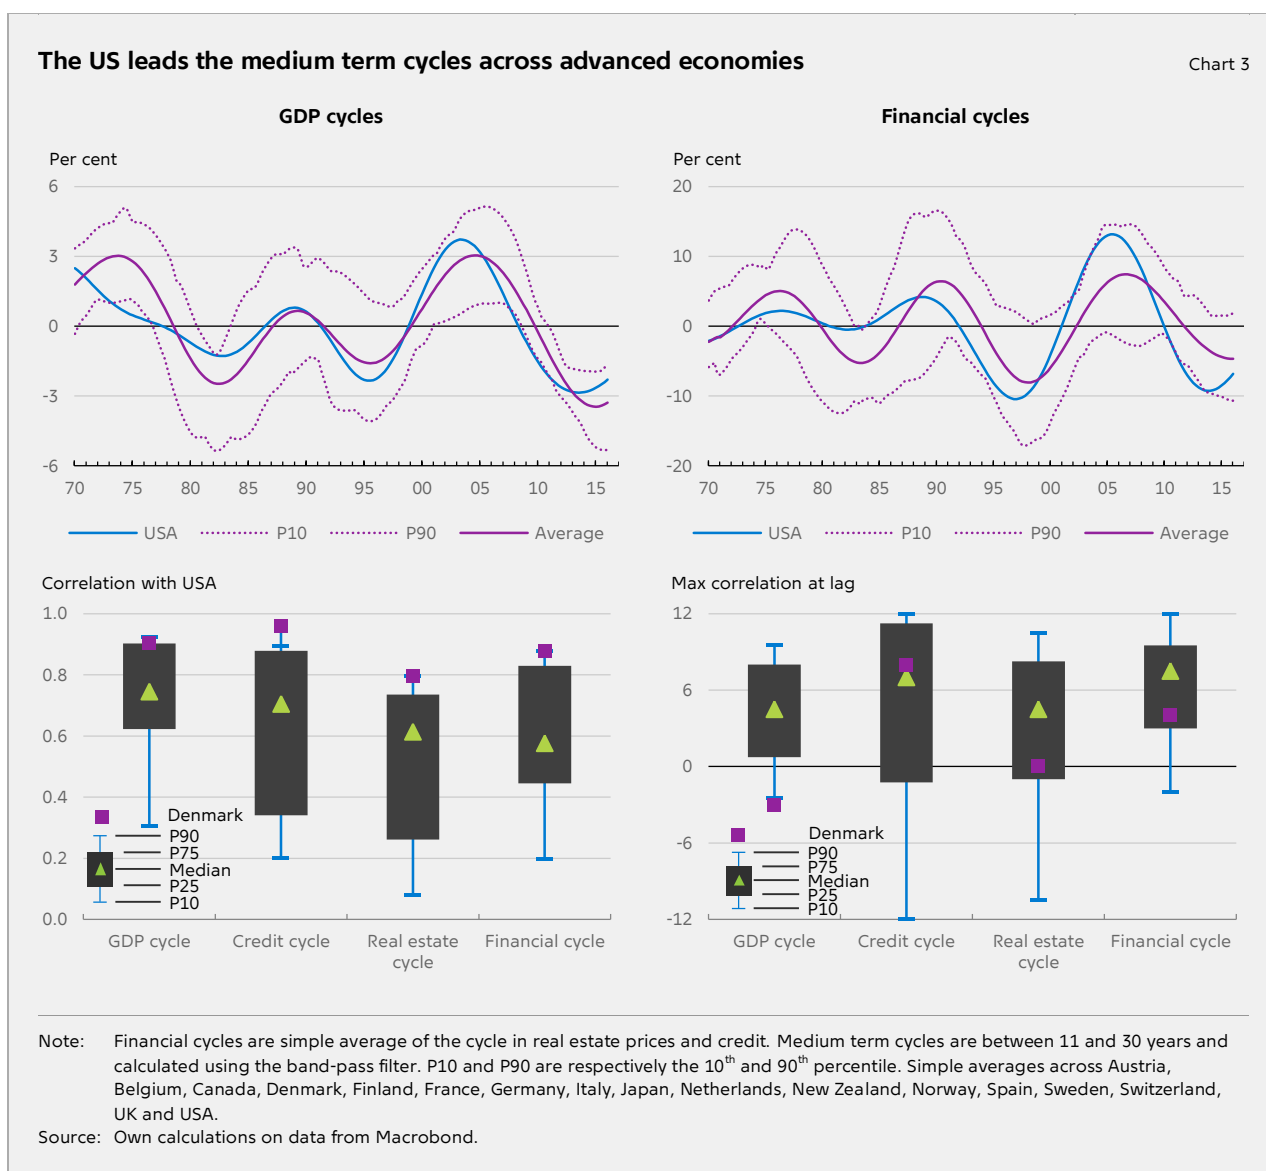 The US leads the medium term cycles across advanced economies
Chart 3
GDP cycles
Per cent
6
3
0
-3
-6
70 75 80 85 90 95 00 05 10 15
USA P10 P90 Average
Financial cycles
Per cent
20
10
0
-10
-20
70 75 80 85 90 95 00 05 10 15
USA P10 P90 Average
Correlation with USA
1.0
0.8
0.6
0.4
0.2
0.0
Denmark
P90
P75
Median
P25
P10
GDP cycle Credit cycle Real estate Financial cycle
cycle
Max correlation at lag
12
6
0
-6
-12
Denmark
P90
P75
Median
P25
P10
GDP cycle Credit cycle Real estate Financial cycle
cycle
Note: Financial cycles are simple average of the cycle in real estate prices and credit. Medium term cycles are between 11 and 30 years and
calculated using the band-pass filter. P10 and P90 are respectively the 10th and 90th percentile. Simple averages across Austria,
Belgium, Canada, Denmark, Finland, France, Germany, Italy, Japan, Netherlands, New Zealand, Norway, Spain, Sweden, Switzerland,
UK and USA.
Source: Own calculations on data from Macrobond.